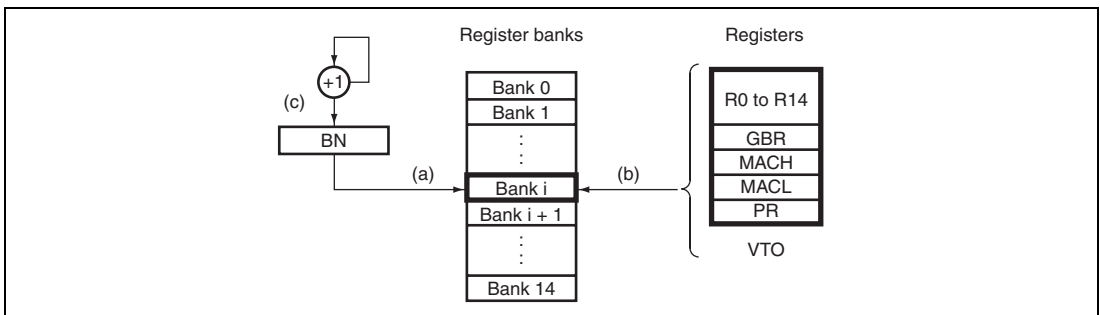 Register banks
Registers
+1
(c)
BN
(a)
Bank 0
Bank 1
:
:
Bank i
Bank i + 1
:
:
Bank 14
(b)
R0 to R14
GBR
MACH
MACL
PR
VTO